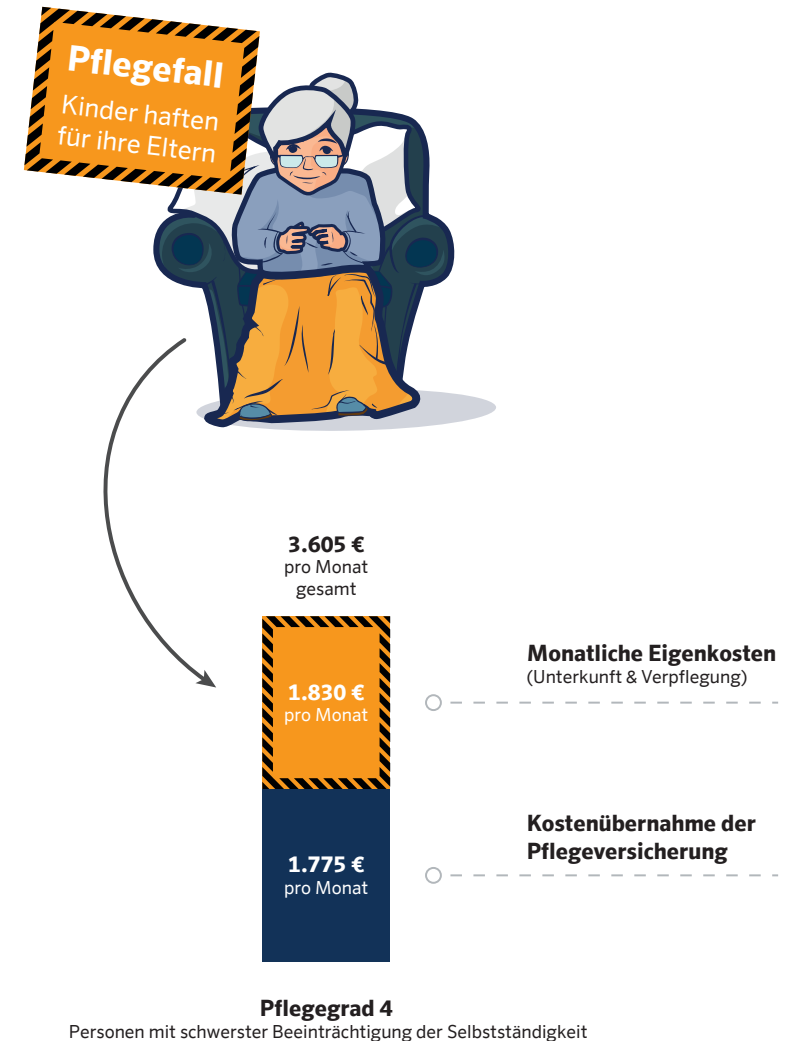 Pflegefall
Kinder haften
für ihre Eltern
3.605 €
pro Monat
gesamt
1.830 €
pro Monat
Monatliche Eigenkosten
(Unterkunft & Verpflegung)
1.775 €
pro Monat
Kostenübernahme der
Pflegeversicherung
Pflegegrad 4
Personen mit schwerster Beeinträchtigung der Selbstständigkeit